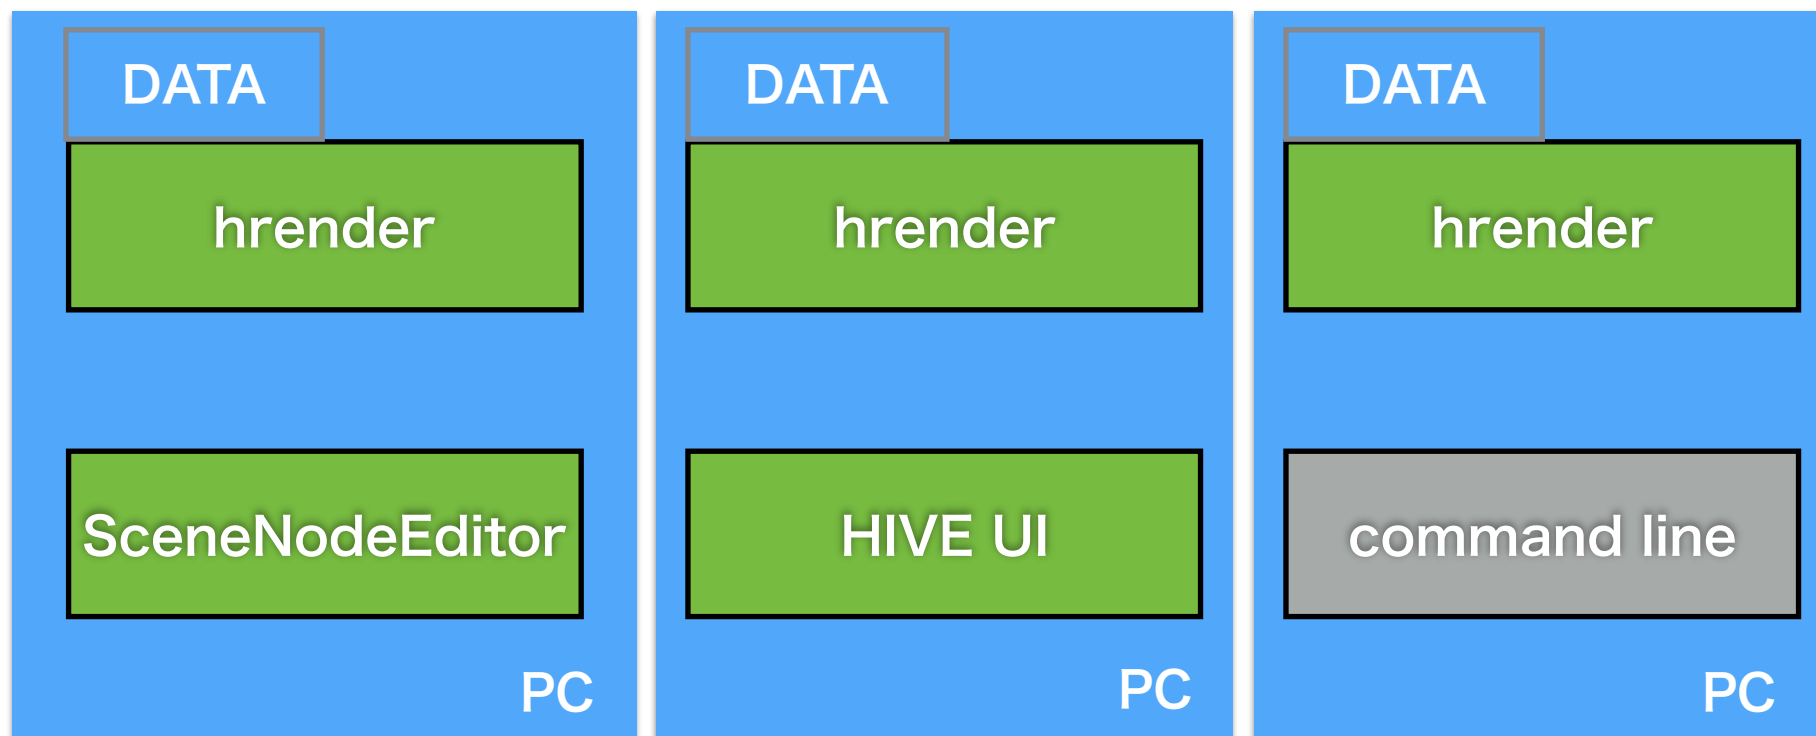 DATA
hrender
SceneNodeEditor
PC
DATA
hrender
HIVE UI
PC
DATA
hrender
command line
PC